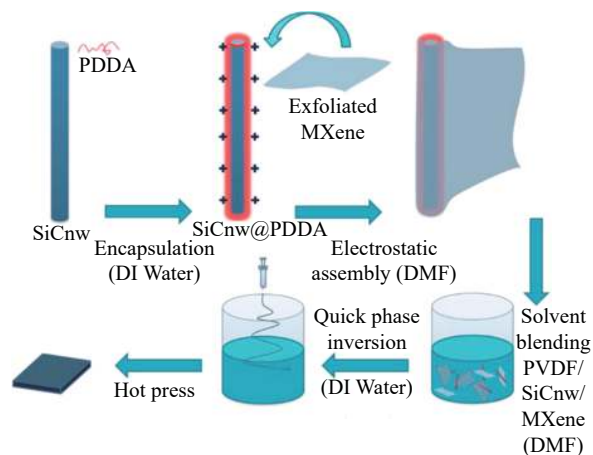 PDDA
Exfoliated
MXene
SiCnw
SiCnw@PDDA
Encapsulation
(DI Water)
Electrostatic
assembly (DMF)
Solvent
blending
PVDF/
SiCnw/
MXene
(DMF)
Quick phase
inversion
(DI Water)
Hot press